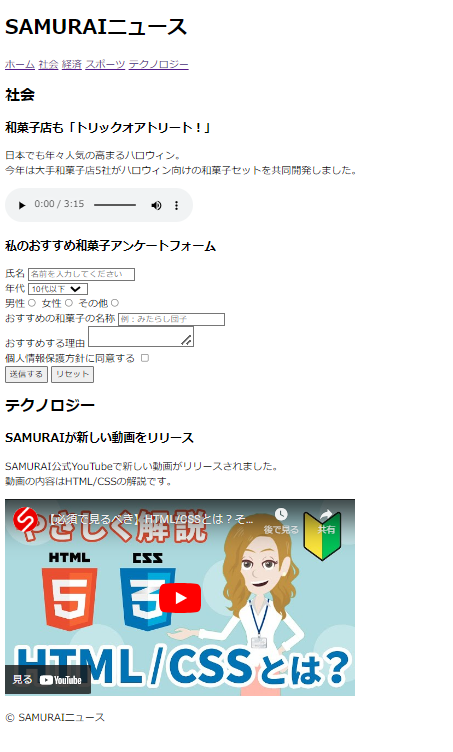 SAMURAIニュース
ホーム 社会 経済 スポーツ テクノロジー
社会
和菓子店も「トリックオアトリート！」
日本でも年々人気の高まるハロウィン。
今年は大手和菓子店5社がハロウィン向けの和菓子セットを共同開発しました。
0:00 / 3:15
私のおすすめ和菓子アンケートフォーム
氏名 名前を入力してください
年代 10代以下
男性 女性 その他
おすすめの和菓子の名称 例：みたらし団子
おすすめする理由
個人情報保護方針に同意する
送信する リセット
テクノロジー
SAMURAIが新しい動画をリリース
SAMURAI公式YouTubeで新しい動画がリリースされました。
動画の内容はHTML/CSSの解説です。
【必須で見るべき】HTML/CSSとは？そ...
後で見る 共有
やさしく解説
HTML CSS
5 3
HTML/CSSとは？
見る YouTube
© SAMURAIニュース